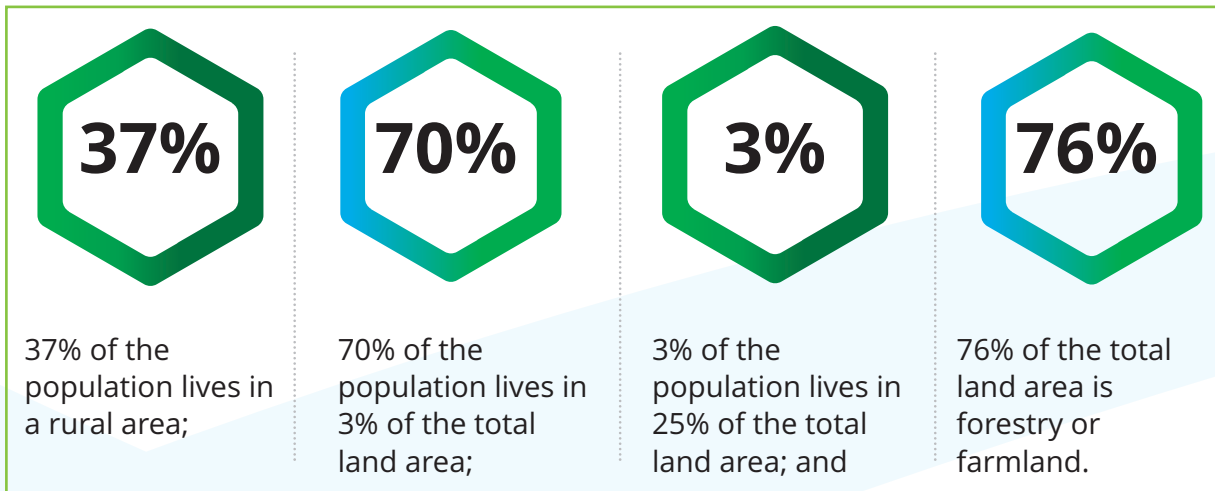 37%
37% of the
population lives in
a rural area;
70%
70% of the
population lives in
3% of the total
land area;
3%
3% of the
population lives in
25% of the total
land area; and
76%
76% of the total
land area is
forestry or
farmland.